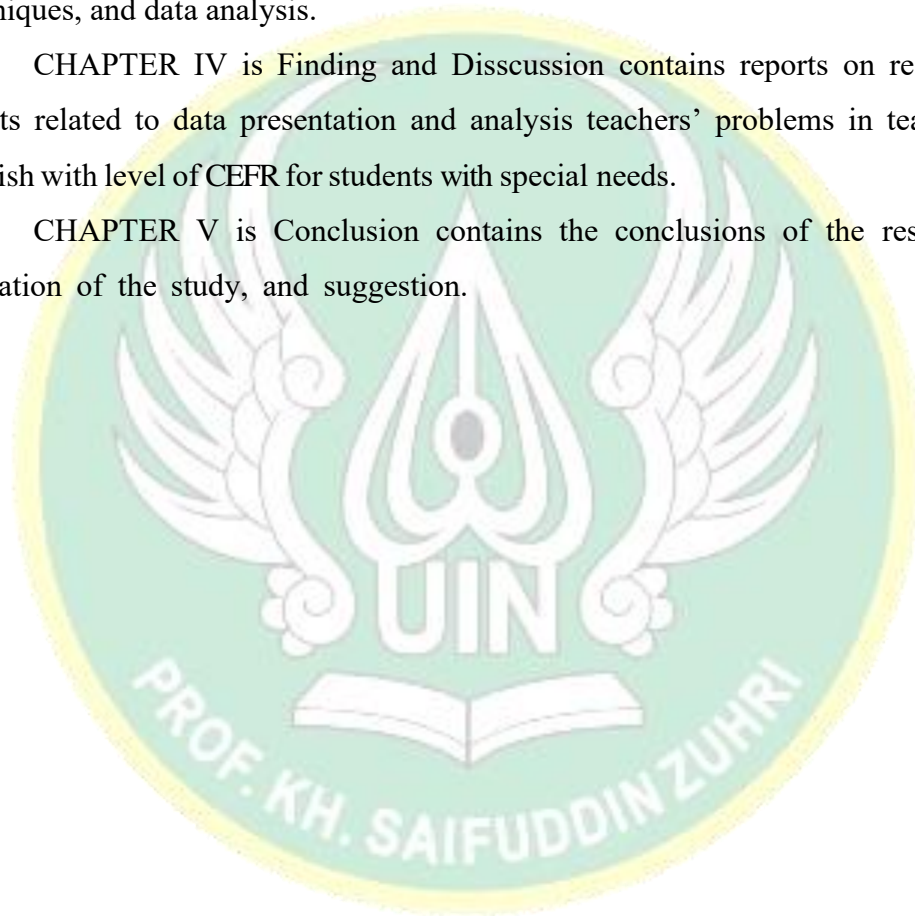 niques, and data analysis.
CHAPTER IV is Finding and Disscussion contains reports on re
ts related to data presentation and analysis teachers’ problems in tea
ish with level of CEFR for students with special needs.
CHAPTER V is Conclusion contains the conclusions of the res
ation of the study, and suggestion.
UIN
PROF. KH. SAIFUDDIN ZUHRI